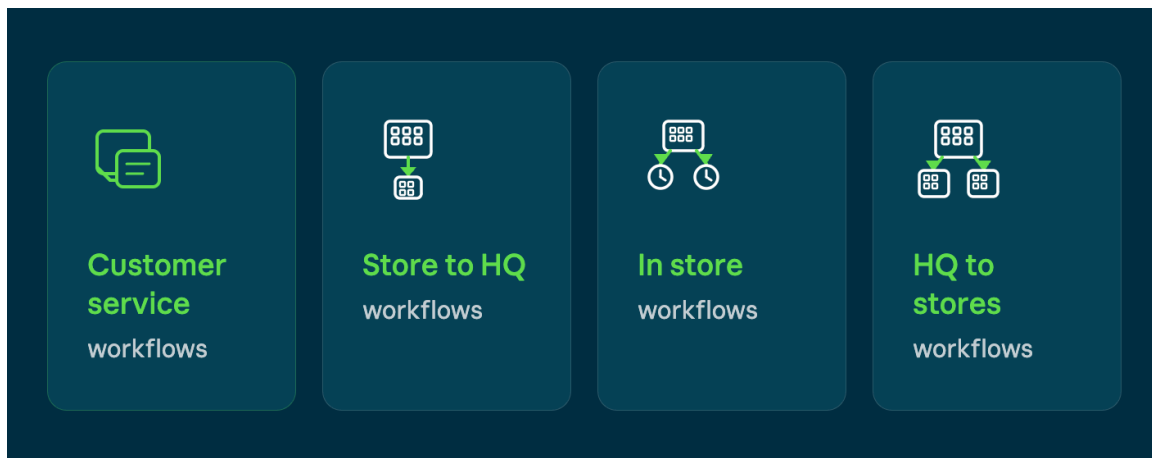 Customer
service
workflows
Store to HQ
workflows
In store
workflows
HQ to
stores
workflows